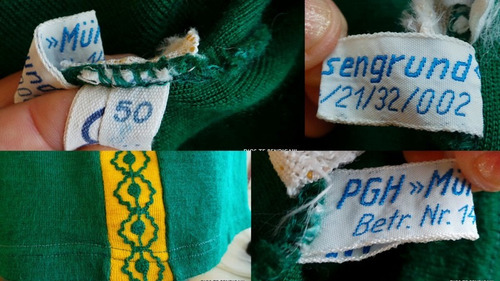 »Mü
50
sengrund«
/21/32/002
PGH »Mü
Betr. Nr. 14